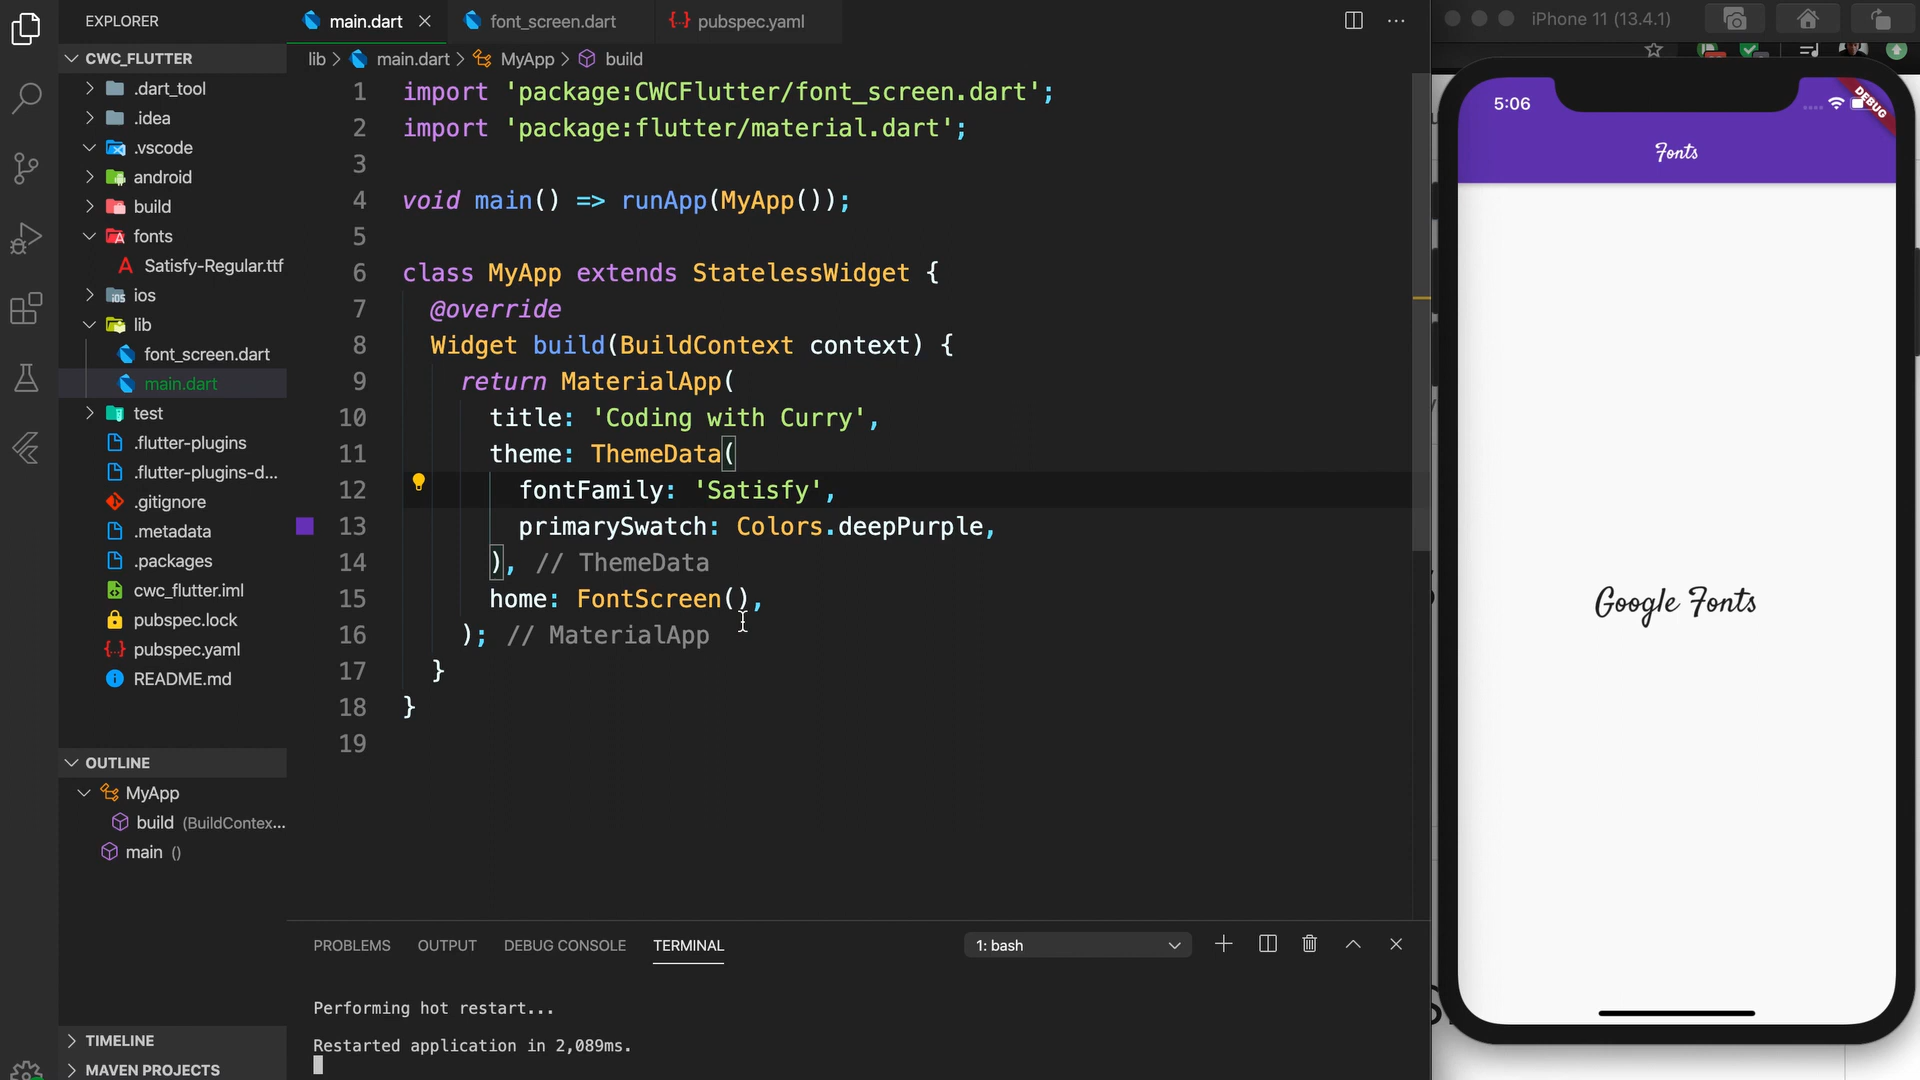 EXPLORER
CWC_FLUTTER
.dart_tool
.idea
.vscode
android
build
fonts
Satisfy-Regular.ttf
ios
lib
font_screen.dart
main.dart
test
.flutter-plugins
.flutter-plugins-d...
.gitignore
.metadata
.packages
cwc_flutter.iml
pubspec.lock
pubspec.yaml
README.md
OUTLINE
MyApp
build (BuildContex...
main ()
TIMELINE
MAVEN PROJECTS
main.dart
font_screen.dart
pubspec.yaml
lib > main.dart > MyApp > build
1 import 'package:CWCFlutter/font_screen.dart';
2 import 'package:flutter/material.dart';
3
4 void main() => runApp(MyApp());
5
6 class MyApp extends StatelessWidget {
7 @override
8 Widget build(BuildContext context) {
9 return MaterialApp(
10 title: 'Coding with Curry',
11 theme: ThemeData(
12 fontFamily: 'Satisfy',
13 primarySwatch: Colors.deepPurple,
14 ), // ThemeData
15 home: FontScreen(),
16 ); // MaterialApp
17 }
18 }
19
PROBLEMS OUTPUT DEBUG CONSOLE TERMINAL
1: bash
Performing hot restart...
Restarted application in 2,089ms.
iPhone 11 (13.4.1)
5:06
DEBUG
Fonts
Google Fonts